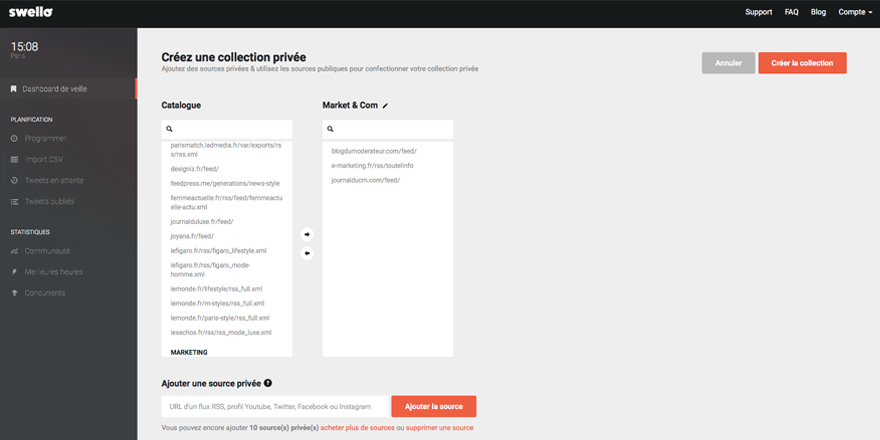 swello
Support FAQ Blog Compte
15:08
Paris
Dashboard de veille
PLANIFICATION
Programmer
Import CSV
Tweets en attente
Tweets publiés
STATISTIQUES
Communauté
Meilleures heures
Concurrents
Créez une collection privée
Ajoutez des sources privées & utilisez les sources publiques pour confectionner votre collection privée
Annuler
Créer la collection
Catalogue
parismatch.ladmedia.fr/var/exports/rs
s/rss.xml
designiz.fr/feed/
feedpress.me/generations/news-style
femmeactuelle.fr/rss/feed/femmeactu
elle-actu.xml
journalduluxe.fr/feed/
joyana.fr/feed/
lefigaro.fr/rss/figaro_lifestyle.xml
lefigaro.fr/rss/figaro_mode-
homme.xml
lemonde.fr/lifestyle/rss_full.xml
lemonde.fr/m-styles/rss_full.xml
lemonde.fr/paris-style/rss_full.xml
lesechos.fr/rss/rss_mode_luxe.xml
MARKETING
Market & Com
blogdumoderateur.com/feed/
e-marketing.fr/rss/toutelinfo
journalducm.com/feed/
Ajouter une source privée ?
URL d'un flux RSS, profil Youtube, Twitter, Facebook ou Instagram
Ajouter la source
Vous pouvez encore ajouter 10 source(s) privée(s) acheter plus de sources ou supprimer une source